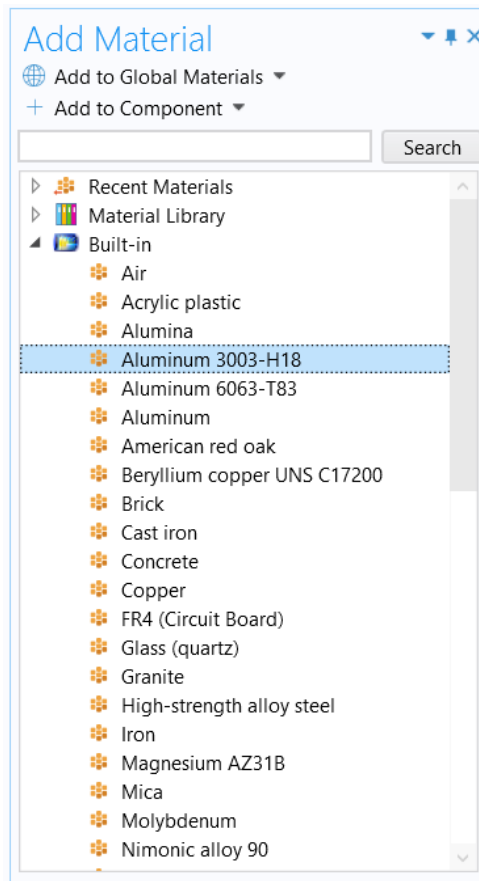 Add Material
Add to Global Materials
Add to Component
Search
Recent Materials
Material Library
Built-in
Air
Acrylic plastic
Alumina
Aluminum 3003-H18
Aluminum 6063-T83
Aluminum
American red oak
Beryllium copper UNS C17200
Brick
Cast iron
Concrete
Copper
FR4 (Circuit Board)
Glass (quartz)
Granite
High-strength alloy steel
Iron
Magnesium AZ31B
Mica
Molybdenum
Nimonic alloy 90